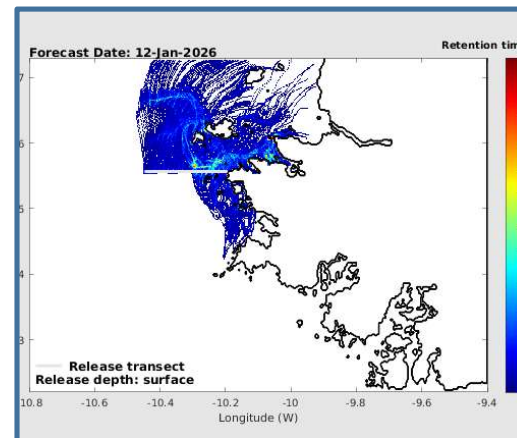 Forecast Date: 12-Jan-2026
Retention tim
7
6
5
4
3
Release transect
Release depth: surface
10.8
-10.6
-10.4
-10.2
-10
-9.8
-9.6
-9.4
Longitude (W)